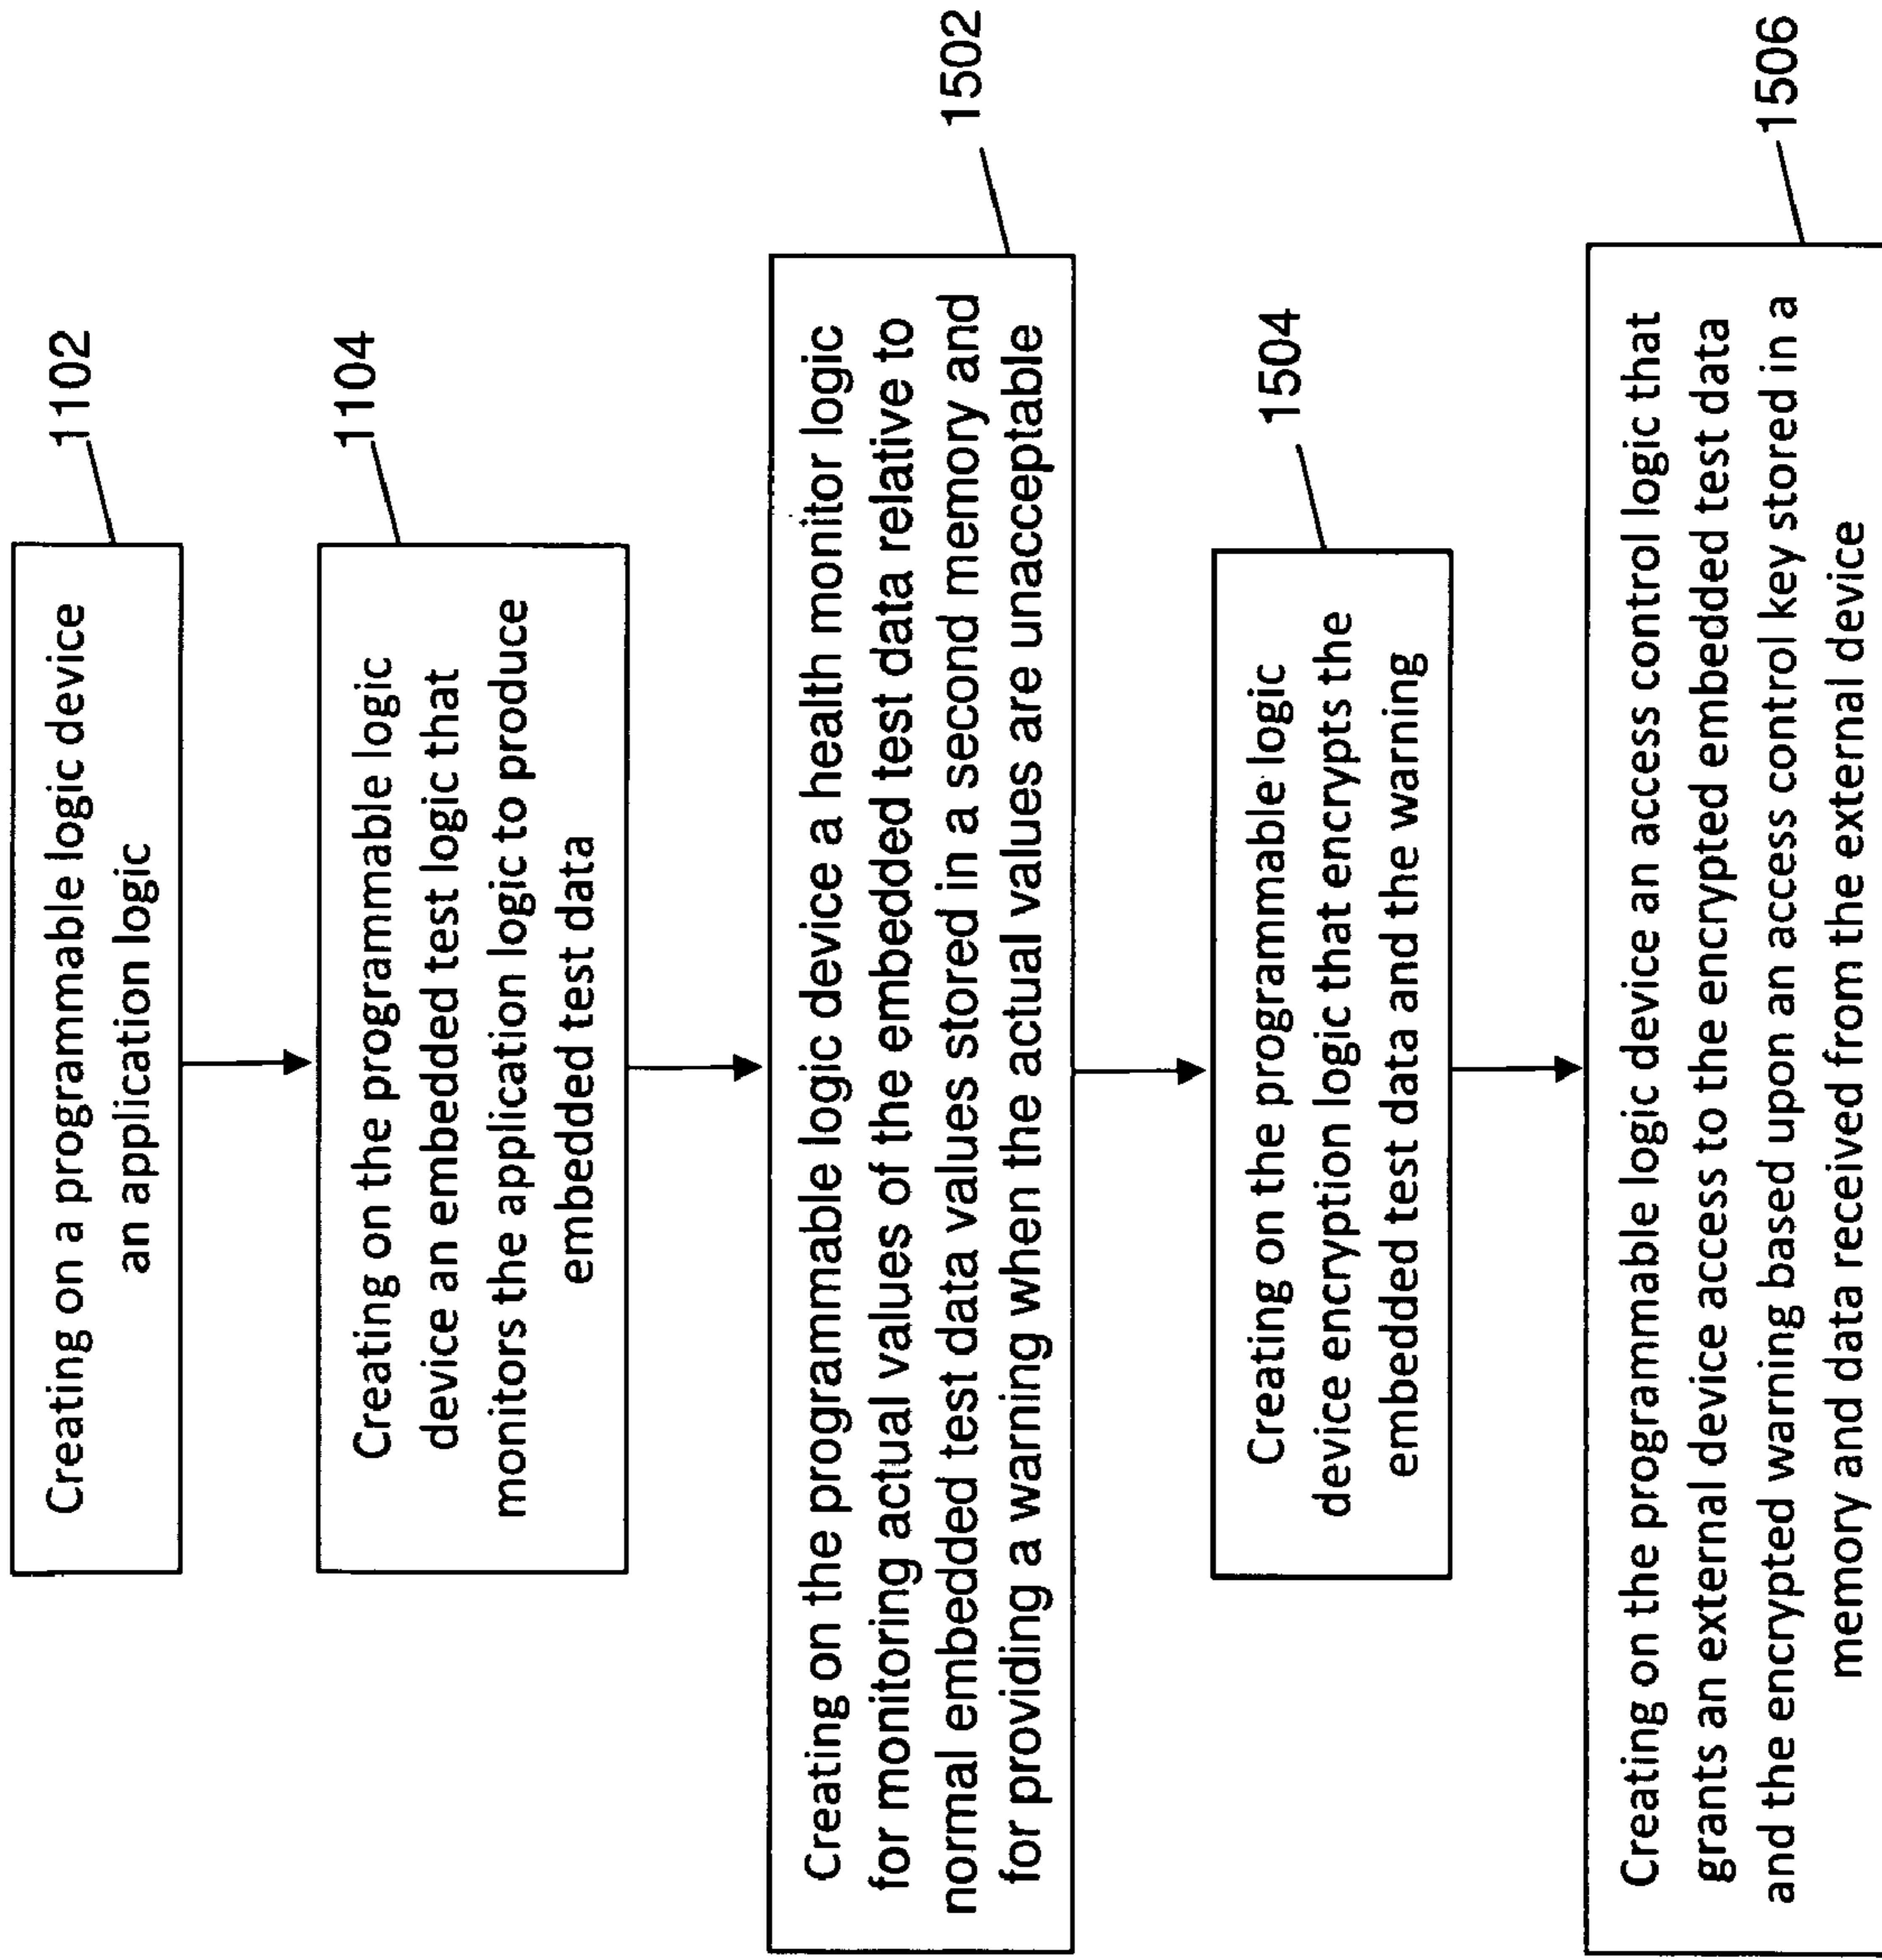 1102
Creating on a programmable logic device
an application logic
1104
Creating on the programmable logic
device an embedded test logic that
monitors the application logic to produce
embedded test data
1502
Creating on the programmable logic device a health monitor logic
for monitoring actual values of the embedded test data relative to
normal embedded test data values stored in a second memory and
for providing a warning when the actual values are unacceptable
1504
Creating on the programmable logic
device encryption logic that encrypts the
embedded test data and the warning
1506
Creating on the programmable logic device an access control logic that
grants an external device access to the encrypted embedded test data
and the encrypted warning based upon an access control key stored in a
memory and data received from the external device